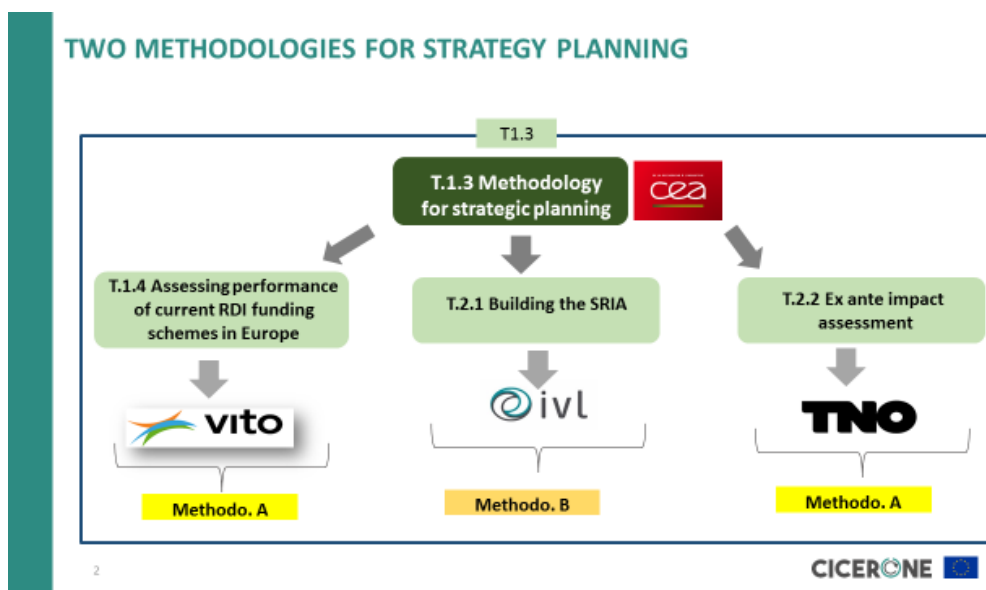 TWO METHODOLOGIES FOR STRATEGY PLANNING
T1.3
T.1.3 Methodology
for strategic planning
cea
T.1.4 Assessing performance
of current RDI funding
schemes in Europe
T.2.1 Building the SRIA
T.2.2 Ex ante impact
assessment
vito
ivl
TNO
Methodo. A
Methodo. B
Methodo. A
2
CICERONE